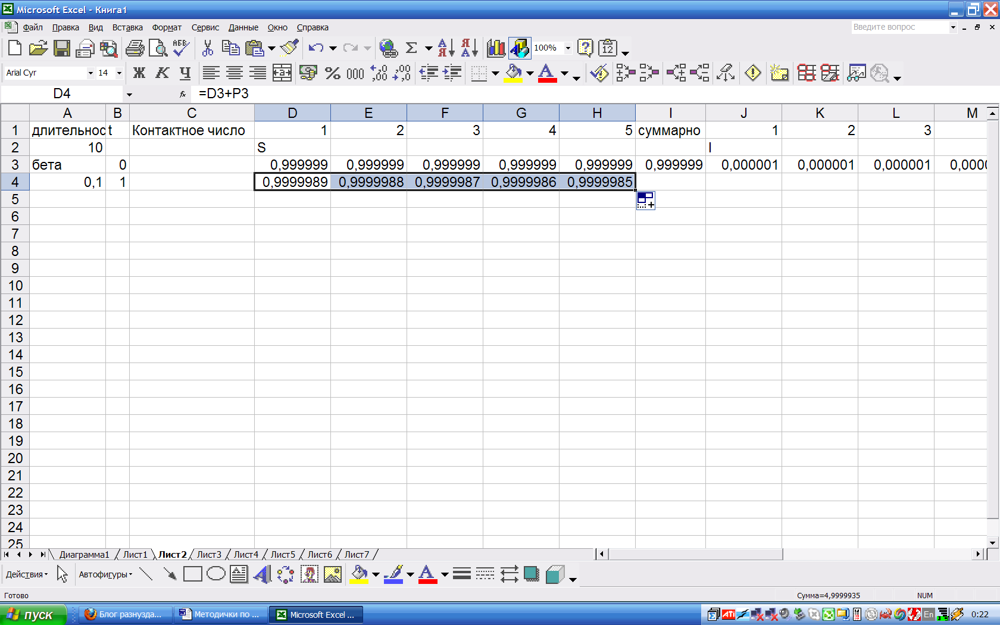 Microsoft Excel - Книга1
Файл Правка Вид Вставка Формат Сервис Данные Окно Справка Введите вопрос
100%
Arial Cyr 14 Ж К Ч % 000
D4 fx =D3+P3
A B C D E F G H I J K L M
1 длительнос t Контактное число 1 2 3 4 5 суммарно 1 2 3
2 10 S I
3 бета 0 0,999999 0,999999 0,999999 0,999999 0,999999 0,999999 0,000001 0,000001 0,000001 0,000
4 0,1 1 0,9999989 0,9999988 0,9999987 0,9999986 0,9999985
5
6
7
8
9
10
11
12
13
14
15
16
17
18
19
20
21
22
23
24
25
Диаграмма1 Лист1 Лист2 Лист3 Лист4 Лист5 Лист6 Лист7
Действия Автофигуры
Готово Сумма=4,9999935 NUM
пуск Блог разнузда... Методички по ... Microsoft Excel ... ATI En 0:22